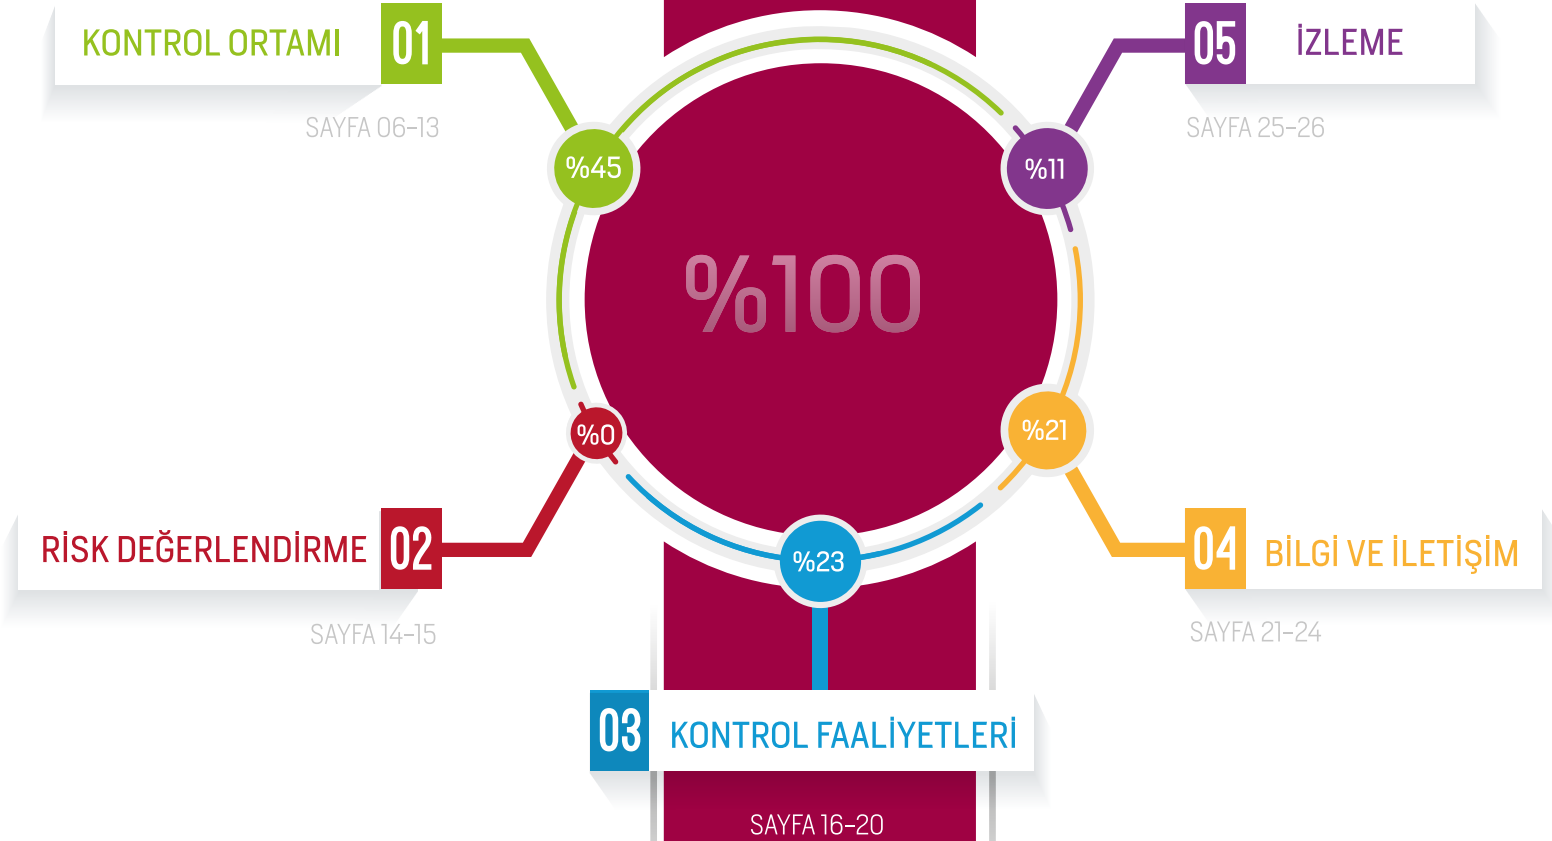 KONTROL ORTAMI 01
SAYFA 06-13
%45
05 İZLEME
SAYFA 25-26
%11
%100
%0
RİSK DEĞERLENDİRME 02
SAYFA 14-15
%21
04 BİLGİ VE İLETİŞİM
SAYFA 21-24
%23
03 KONTROL FAALİYETLERİ
SAYFA 16-20